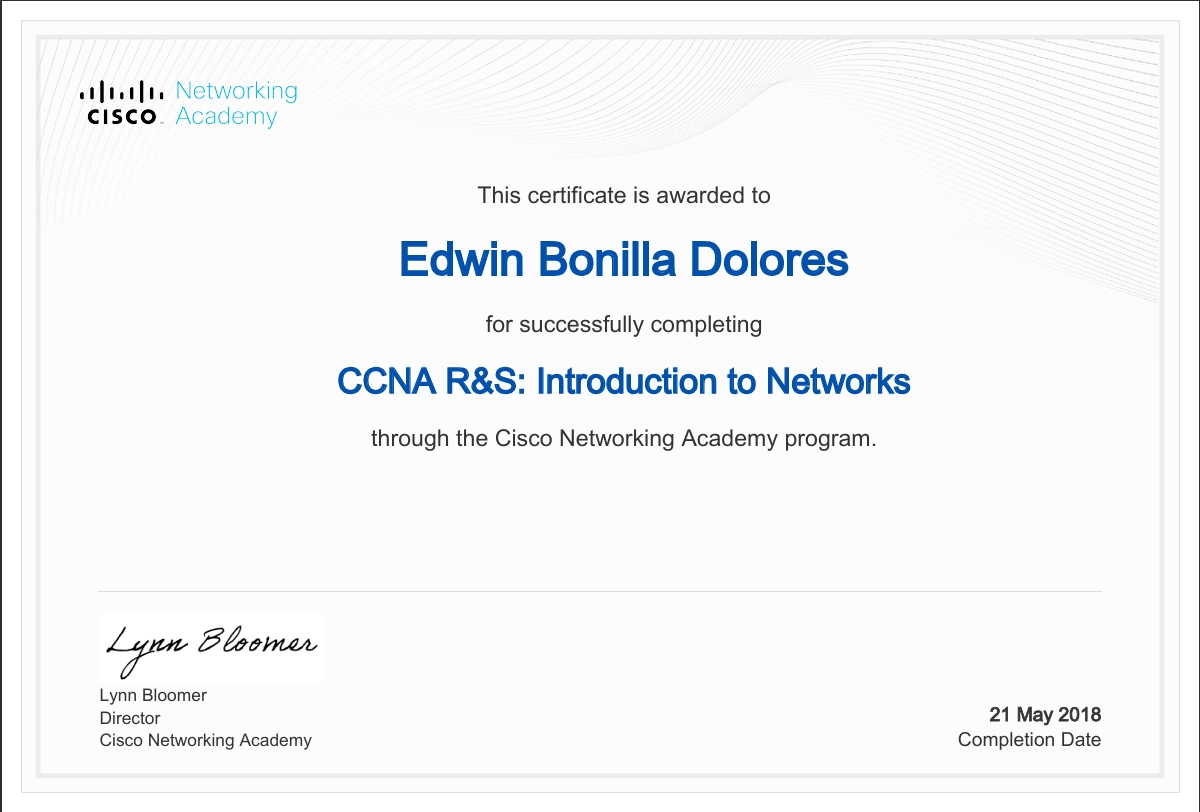 Networking
CISCO Academy
This certificate is awarded to
Edwin Bonilla Dolores
for successfully completing
CCNA R&S: Introduction to Networks
through the Cisco Networking Academy program.
Lynn Bloomer
Lynn Bloomer
Director
Cisco Networking Academy
21 May 2018
Completion Date